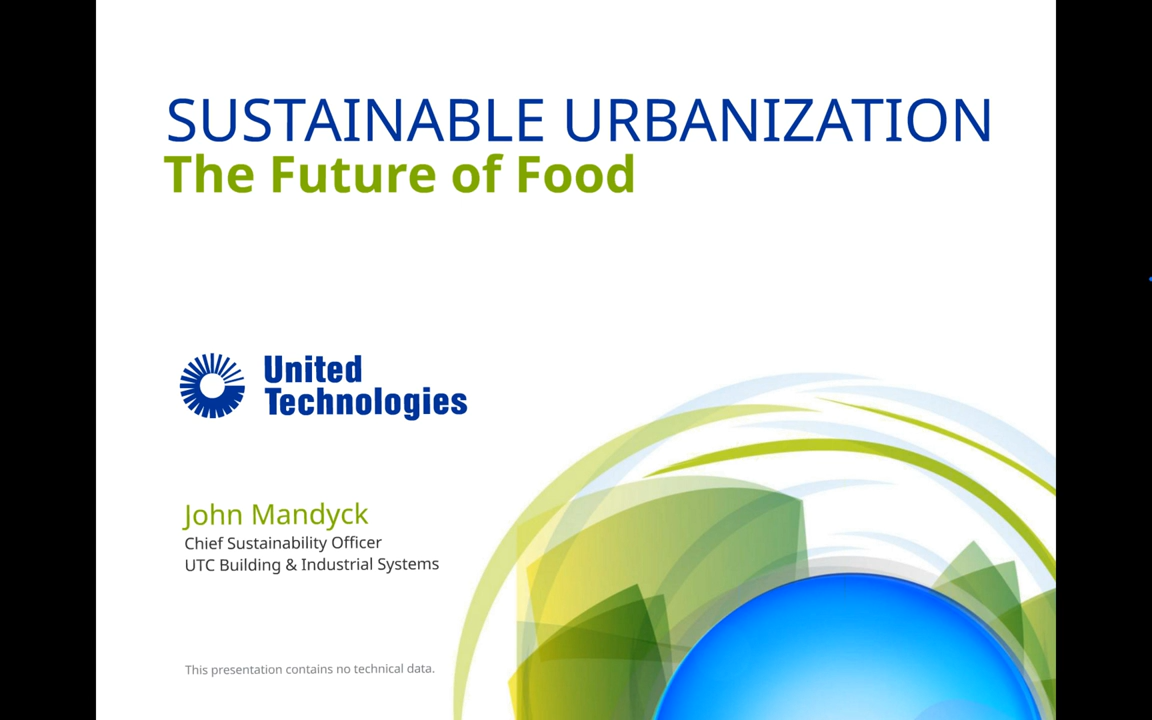 SUSTAINABLE URBANIZATION
The Future of Food
United
Technologies
John Mandyck
Chief Sustainability Officer
UTC Building & Industrial Systems
This presentation contains no technical data.